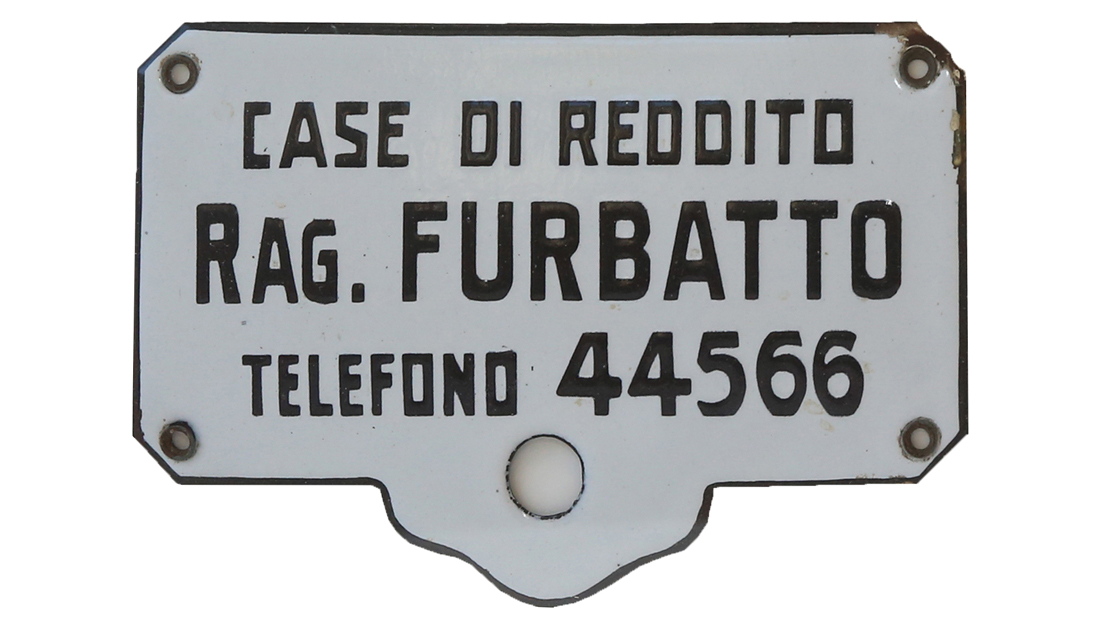 CASE DI REDDITO
RAG. FURBATTO
TELEFONO 44566